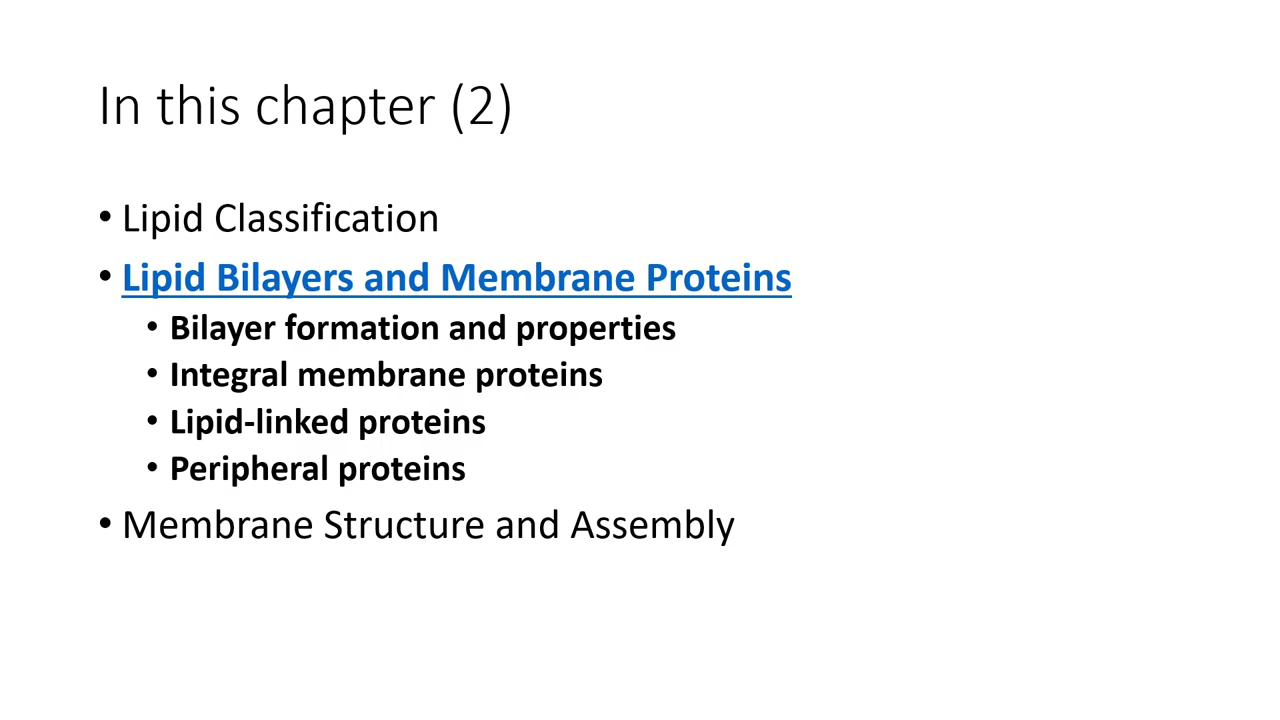 In this chapter (2)
• Lipid Classification
• Lipid Bilayers and Membrane Proteins
• Bilayer formation and properties
• Integral membrane proteins
• Lipid-linked proteins
• Peripheral proteins
• Membrane Structure and Assembly